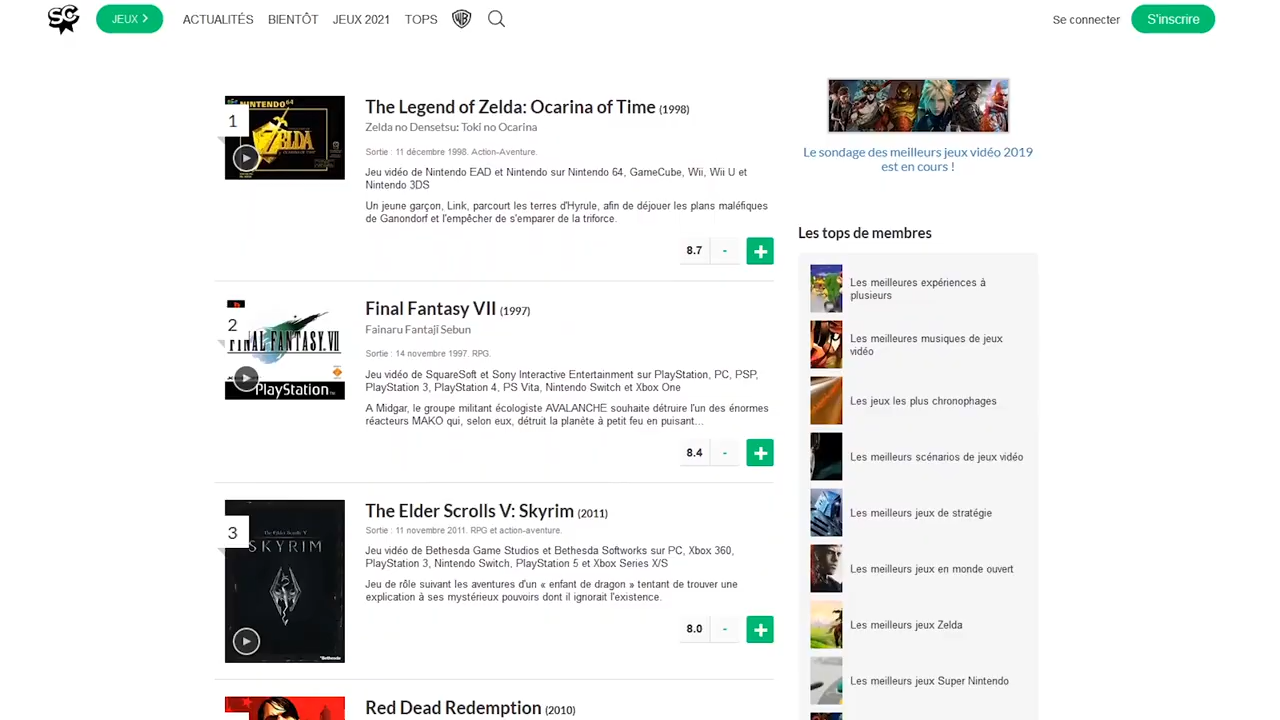 SC
JEUX
ACTUALITÉS
BIENTÔT
JEUX 2021
TOPS
Se connecter
S'inscrire
1
NINTENDO 64
ZELDA
The Legend of Zelda: Ocarina of Time (1998)
Zelda no Densetsu: Toki no Ocarina
Sortie : 11 décembre 1998. Action-Aventure.
Jeu vidéo de Nintendo EAD et Nintendo sur Nintendo 64, GameCube, Wii, Wii U et
Nintendo 3DS
Un jeune garçon, Link, parcourt les terres d'Hyrule, afin de déjouer les plans maléfiques
de Ganondorf et l'empêcher de s'emparer de la triforce.
8.7
-
+
2
FINAL FANTASY VII
PlayStation
Final Fantasy VII (1997)
Fainaru Fantajī Sebun
Sortie : 14 novembre 1997. RPG.
Jeu vidéo de SquareSoft et Sony Interactive Entertainment sur PlayStation, PC, PSP,
PlayStation 3, PlayStation 4, PS Vita, Nintendo Switch et Xbox One
A Midgar, le groupe militant écologiste AVALANCHE souhaite détruire l'un des énormes
réacteurs MAKO qui, selon eux, détruit la planète à petit feu en puisant...
8.4
-
+
3
The Elder Scrolls V
SKYRIM
Bethesda
The Elder Scrolls V: Skyrim (2011)
Sortie : 11 novembre 2011. RPG et action-aventure.
Jeu vidéo de Bethesda Game Studios et Bethesda Softworks sur PC, Xbox 360,
PlayStation 3, Nintendo Switch, PlayStation 5 et Xbox Series X/S
Jeu de rôle suivant les aventures d'un « enfant de dragon » tentant de trouver une
explication à ses mystérieux pouvoirs dont il ignorait l'existence.
8.0
-
+
Red Dead Redemption (2010)
Le sondage des meilleurs jeux vidéo 2019
est en cours !
Les tops de membres
Les meilleures expériences à
plusieurs
Les meilleures musiques de jeux
vidéo
Les jeux les plus chronophages
Les meilleurs scénarios de jeux vidéo
Les meilleurs jeux de stratégie
Les meilleurs jeux en monde ouvert
Les meilleurs jeux Zelda
Les meilleurs jeux Super Nintendo